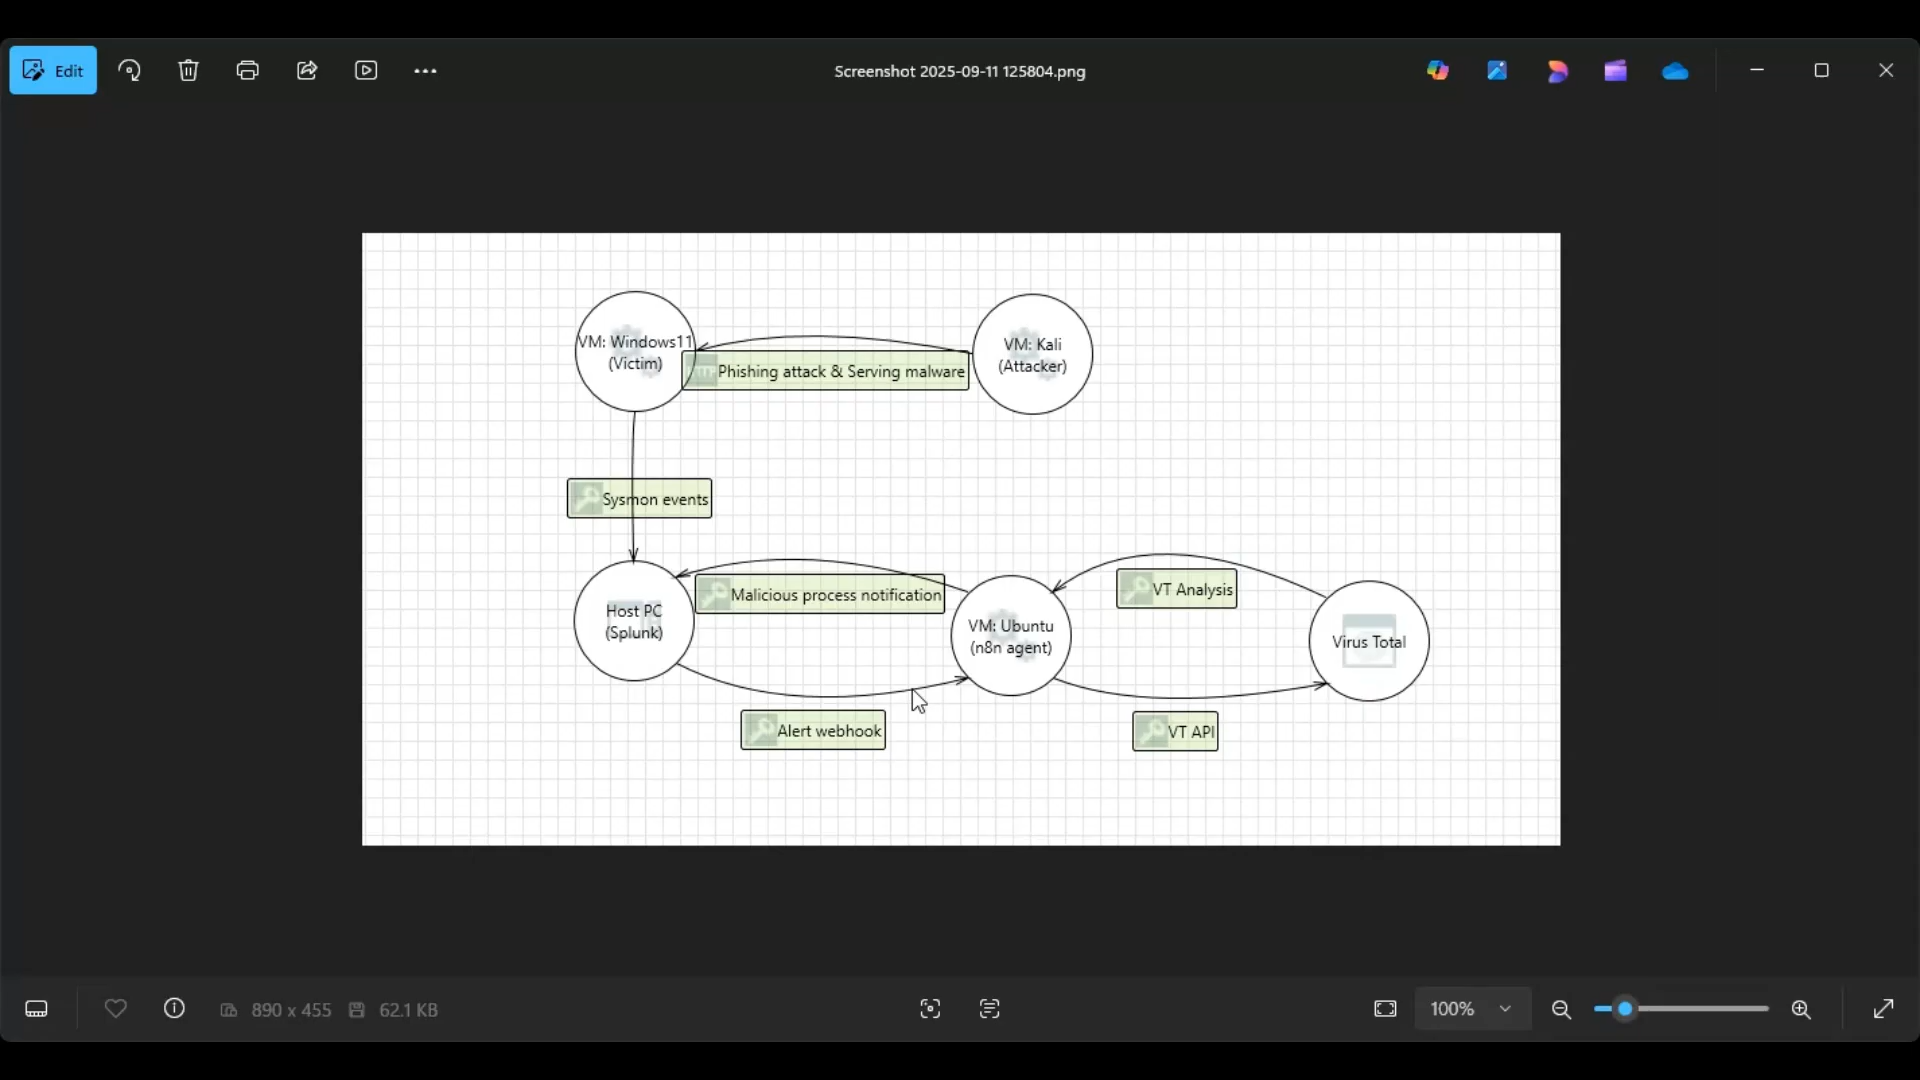 Edit
Screenshot 2025-09-11 125804.png
VM: Windows11
(Victim)
Phishing attack & Serving malware
VM: Kali
(Attacker)
Sysmon events
Host PC
(Splunk)
Malicious process notification
VM: Ubuntu
(n8n agent)
VT Analysis
Virus Total
Alert webhook
VT API
890 x 455
62.1 KB
100%